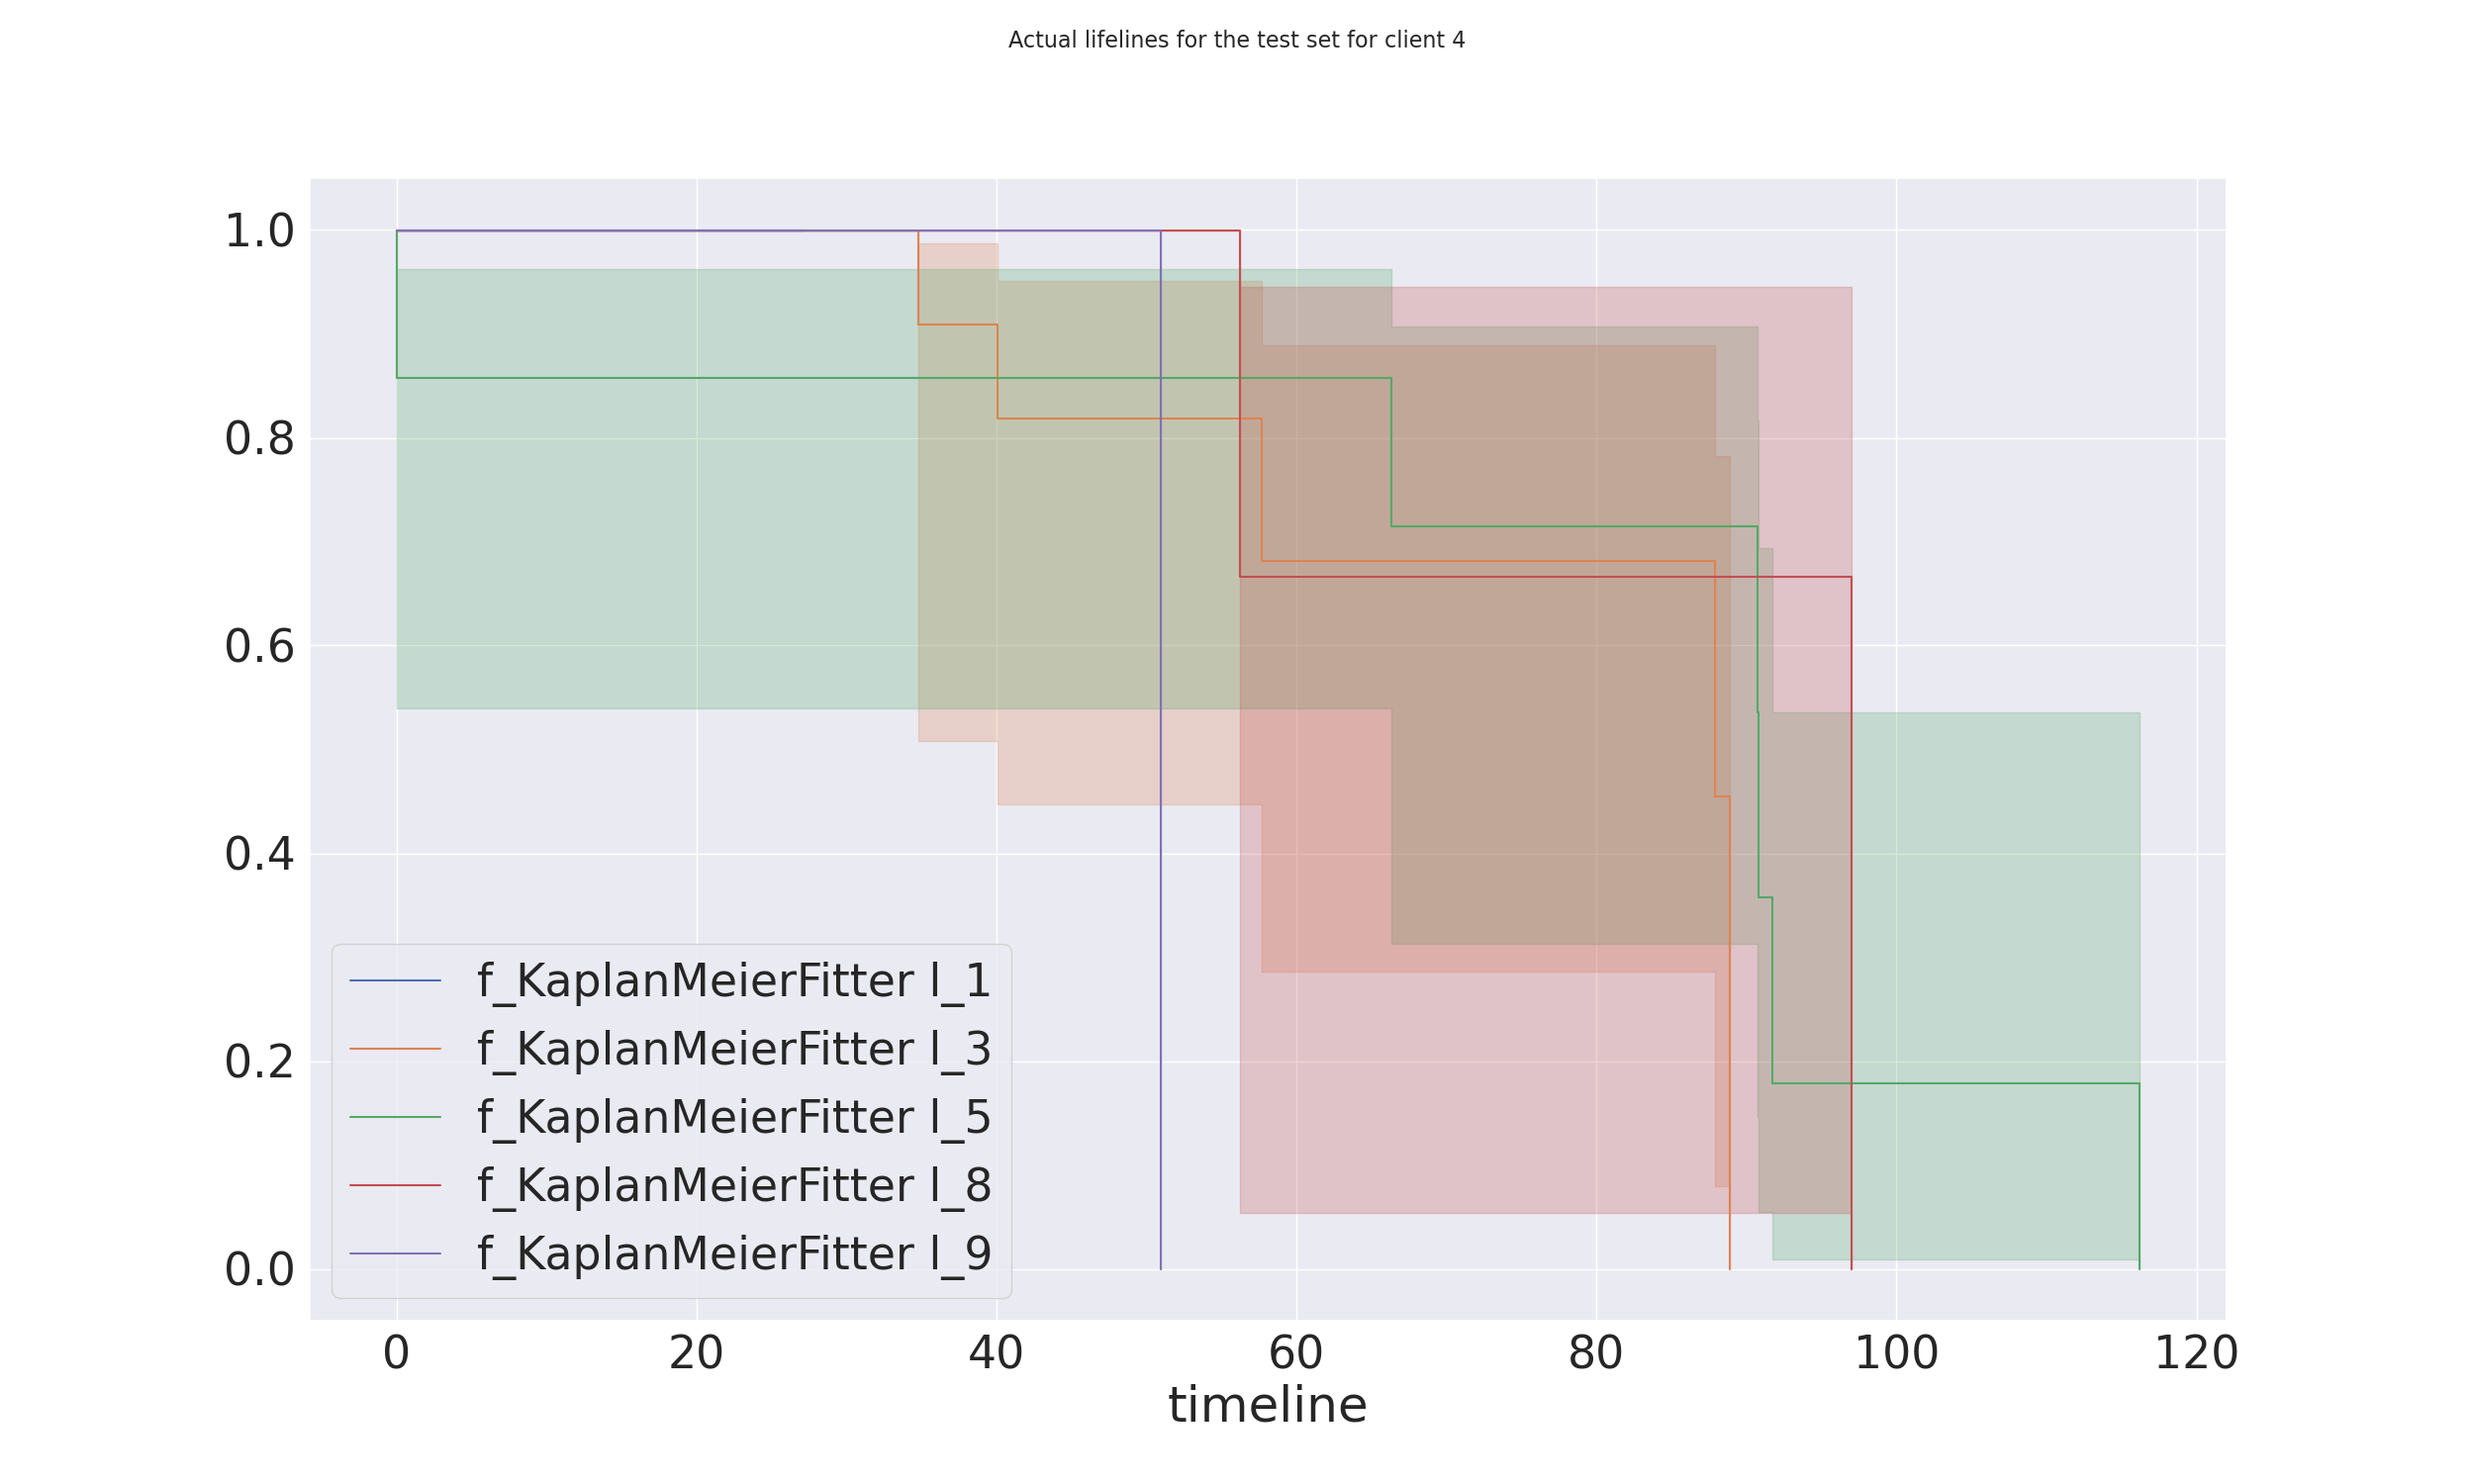 Actual lifelines for the test set for client 4
1.0
0.8
0.6
0.4
0.2
0.0
f_KaplanMeierFitter l_1
f_KaplanMeierFitter l_3
f_KaplanMeierFitter l_5
f_KaplanMeierFitter l_8
f_KaplanMeierFitter l_9
0 20 40 60 80 100 120
timeline